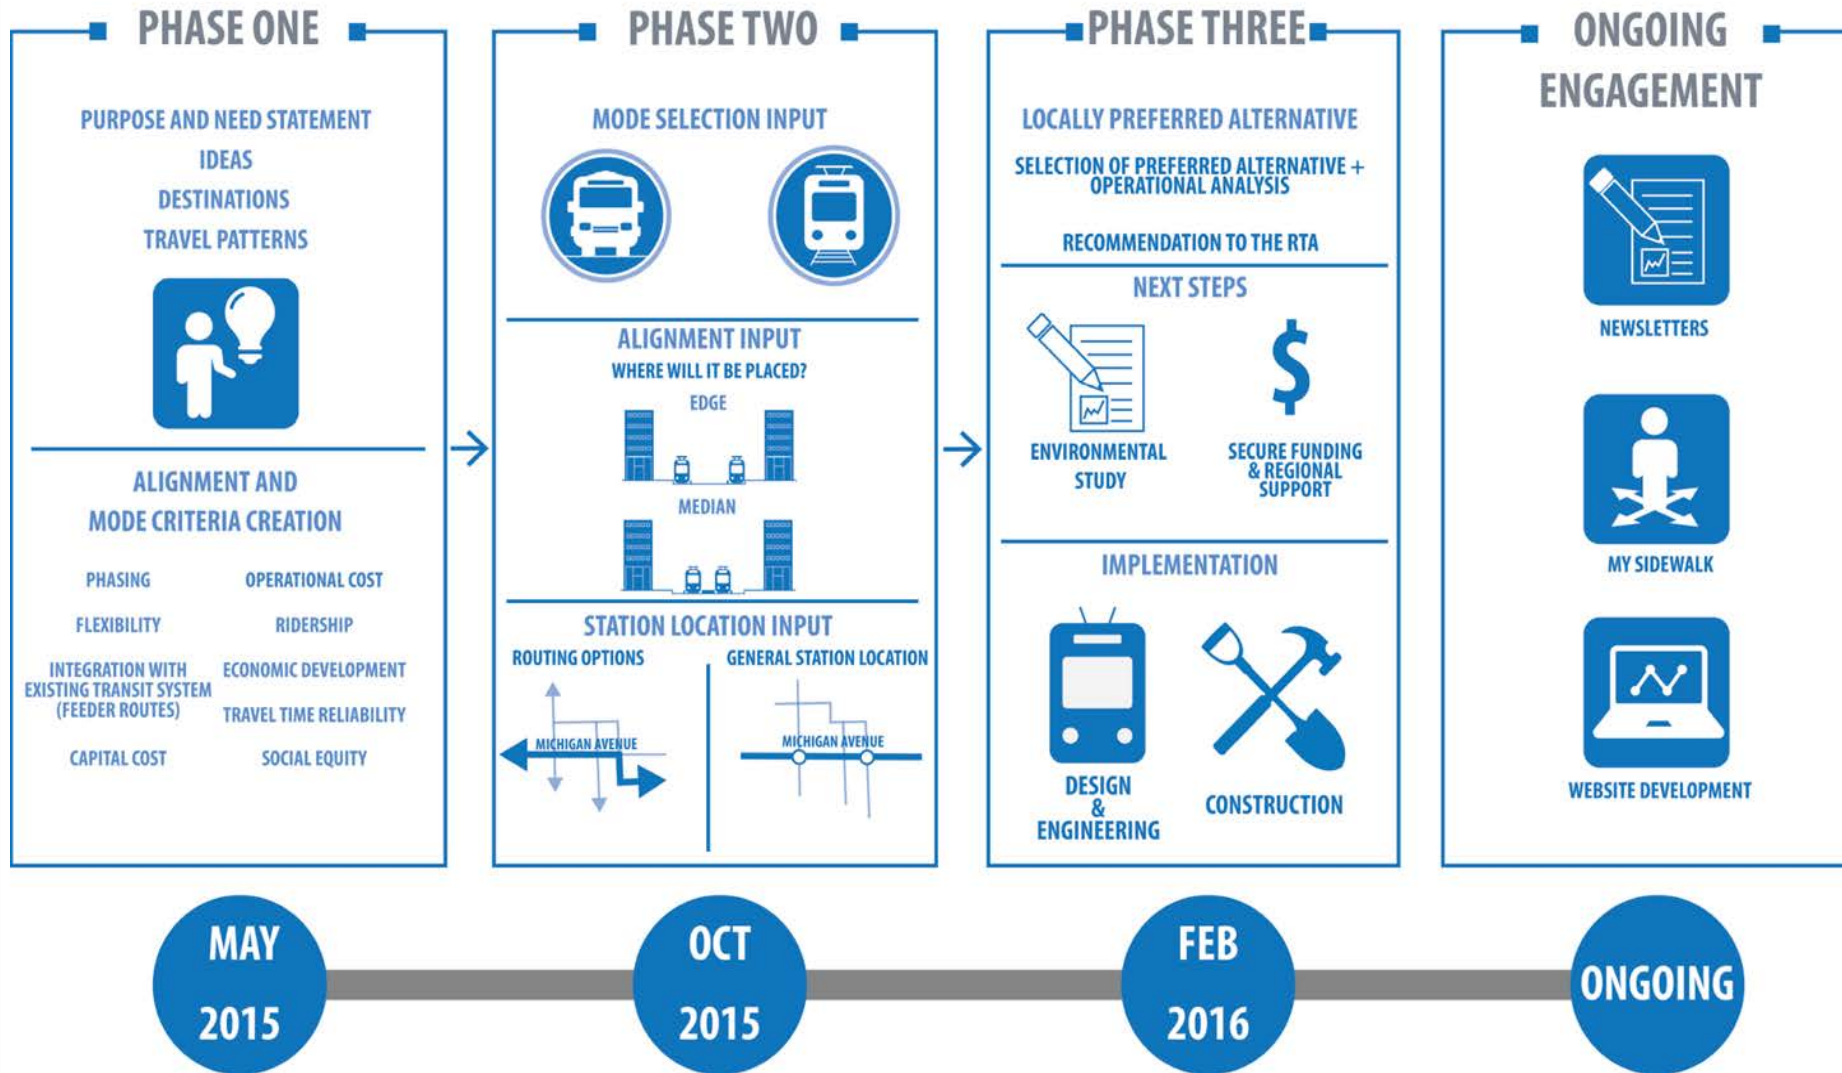 PHASE ONE
PURPOSE AND NEED STATEMENT
IDEAS
DESTINATIONS
TRAVEL PATTERNS
ALIGNMENT AND
MODE CRITERIA CREATION
PHASING
FLEXIBILITY
INTEGRATION WITH
EXISTING TRANSIT SYSTEM
(FEEDER ROUTES)
CAPITAL COST
OPERATIONAL COST
RIDERSHIP
ECONOMIC DEVELOPMENT
TRAVEL TIME RELIABILITY
SOCIAL EQUITY
PHASE TWO
MODE SELECTION INPUT
ALIGNMENT INPUT
WHERE WILL IT BE PLACED?
EDGE
MEDIAN
STATION LOCATION INPUT
ROUTING OPTIONS
MICHIGAN AVENUE
GENERAL STATION LOCATION
MICHIGAN AVENUE
PHASE THREE
LOCALLY PREFERRED ALTERNATIVE
SELECTION OF PREFERRED ALTERNATIVE +
OPERATIONAL ANALYSIS
RECOMMENDATION TO THE RTA
NEXT STEPS
ENVIRONMENTAL
STUDY
$
SECURE FUNDING
& REGIONAL
SUPPORT
IMPLEMENTATION
DESIGN
&
ENGINEERING
CONSTRUCTION
ONGOING
ENGAGEMENT
NEWSLETTERS
MY SIDEWALK
WEBSITE DEVELOPMENT
MAY
2015
OCT
2015
FEB
2016
ONGOING